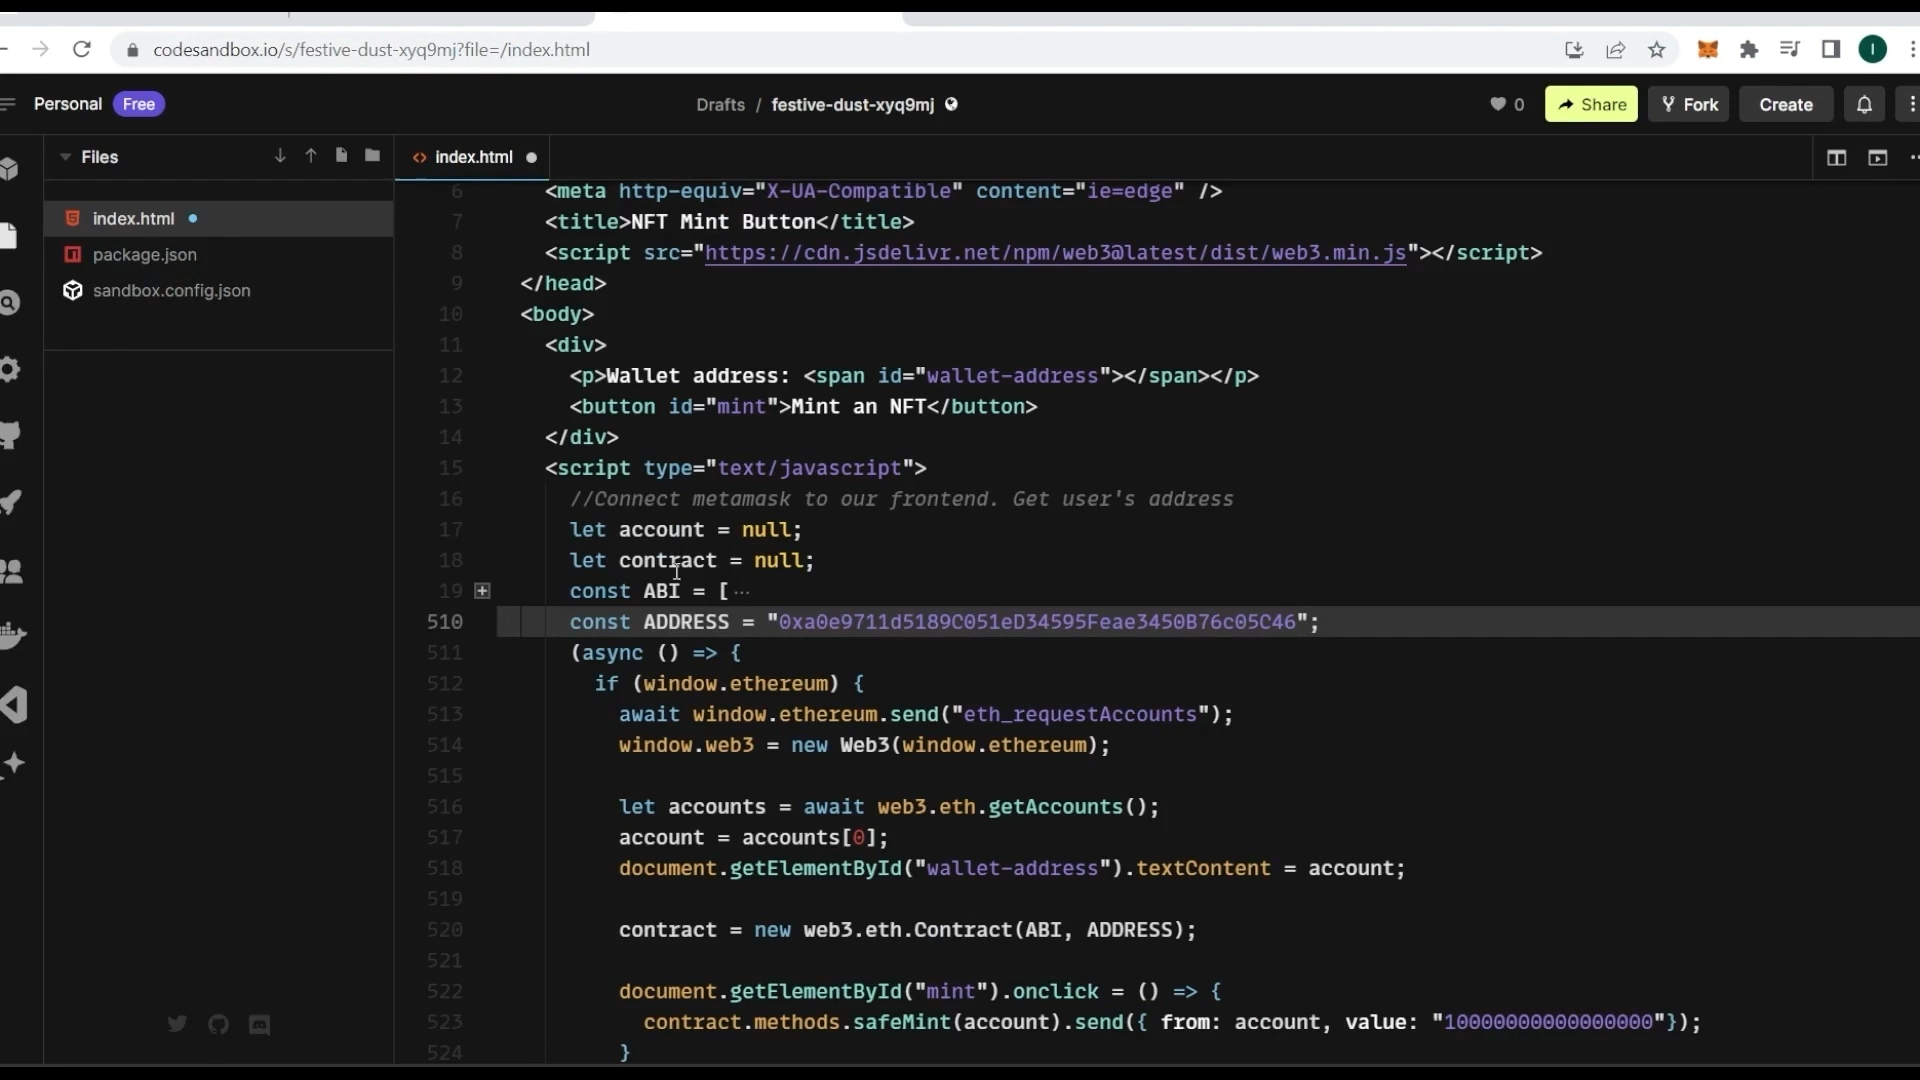 codesandbox.io/s/festive-dust-xyq9mj?file=/index.html
I
Personal Free
Drafts / festive-dust-xyq9mj
0
Share
Fork
Create
Files
index.html
index.html
package.json
sandbox.config.json
6 <meta http-equiv="X-UA-Compatible" content="ie=edge" />
7 <title>NFT Mint Button</title>
8 <script src="https://cdn.jsdelivr.net/npm/web3@latest/dist/web3.min.js"></script>
9 </head>
10 <body>
11 <div>
12 <p>Wallet address: <span id="wallet-address"></span></p>
13 <button id="mint">Mint an NFT</button>
14 </div>
15 <script type="text/javascript">
16 //Connect metamask to our frontend. Get user's address
17 let account = null;
18 let contract = null;
19 const ABI = [ ···
510 const ADDRESS = "0xa0e9711d5189C051eD34595Feae3450B76c05C46";
511 (async () => {
512 if (window.ethereum) {
513 await window.ethereum.send("eth_requestAccounts");
514 window.web3 = new Web3(window.ethereum);
515
516 let accounts = await web3.eth.getAccounts();
517 account = accounts[0];
518 document.getElementById("wallet-address").textContent = account;
519
520 contract = new web3.eth.Contract(ABI, ADDRESS);
521
522 document.getElementById("mint").onclick = () => {
523 contract.methods.safeMint(account).send({ from: account, value: "10000000000000000"});
524 }